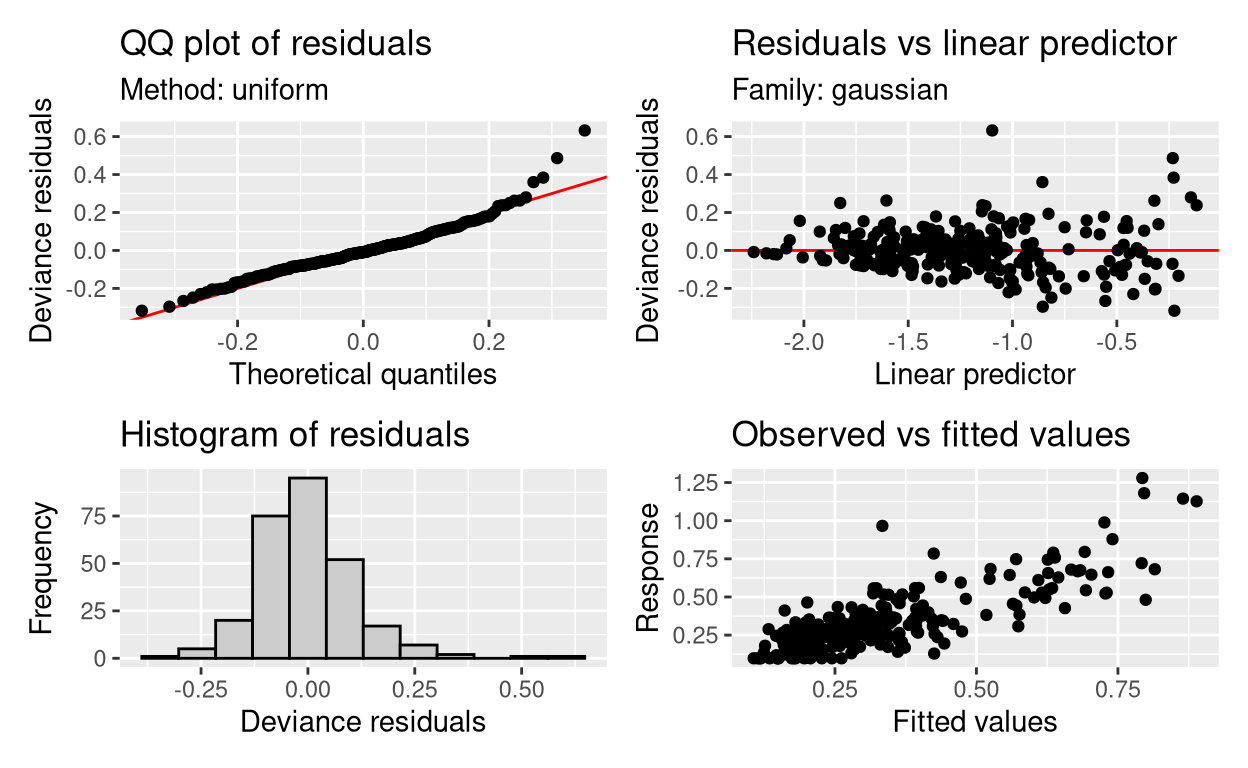 QQ plot of residuals
Method: uniform
Deviance residuals
0.6
0.4
0.2
0.0
-0.2
-0.2 0.0 0.2
Theoretical quantiles
Residuals vs linear predictor
Family: gaussian
Deviance residuals
0.6
0.4
0.2
0.0
-0.2
-2.0 -1.5 -1.0 -0.5
Linear predictor
Histogram of residuals
Frequency
75
50
25
0
-0.25 0.00 0.25 0.50
Deviance residuals
Observed vs fitted values
Response
1.25
1.00
0.75
0.50
0.25
0.25 0.50 0.75
Fitted values